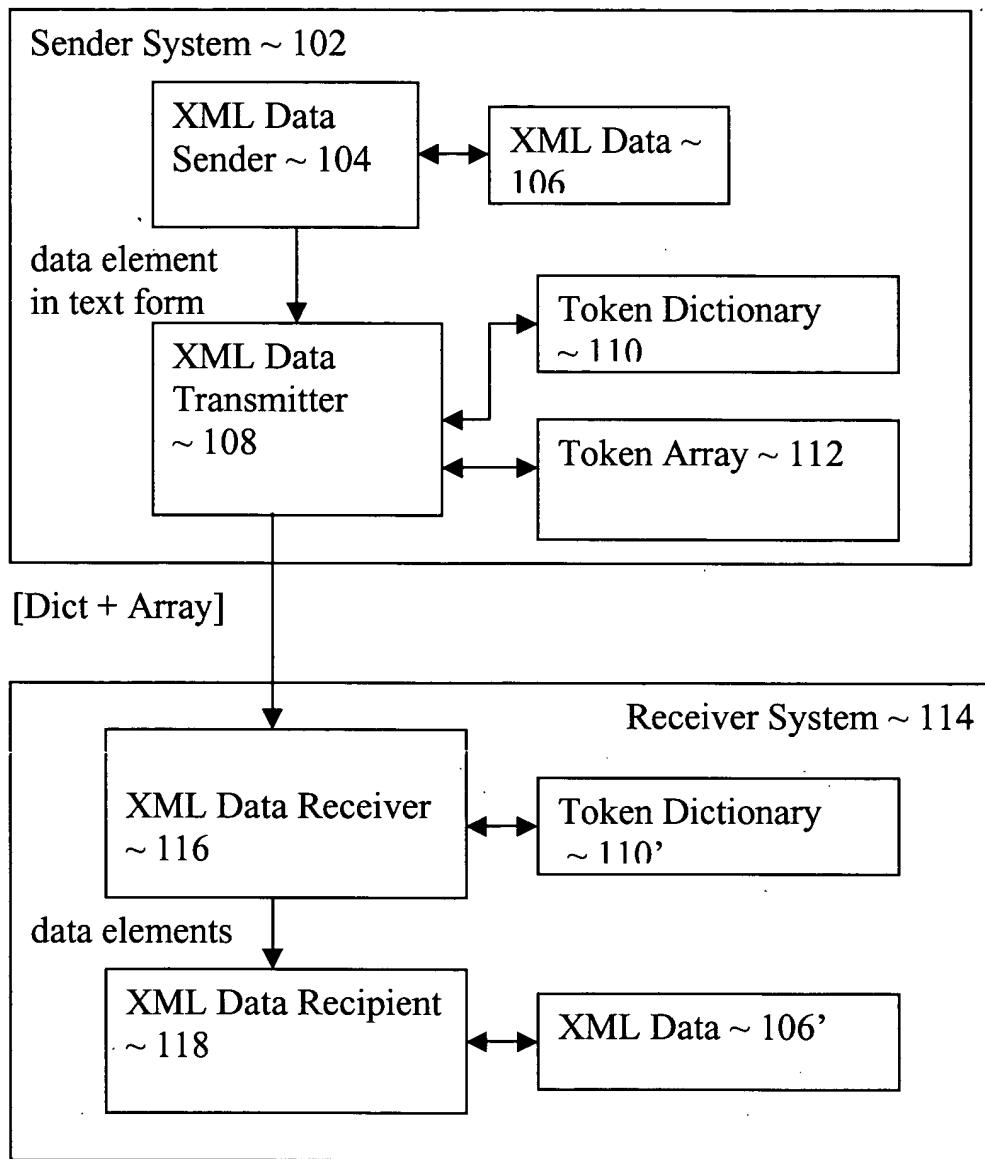 Sender System ~ 102
XML Data
Sender ~ 104
XML Data ~
106
data element
in text form
XML Data
Transmitter
~ 108
Token Dictionary
~ 110
Token Array ~ 112
[Dict + Array]
Receiver System ~ 114
XML Data Receiver
~ 116
Token Dictionary
~ 110’
data elements
XML Data Recipient
~ 118
XML Data ~ 106’